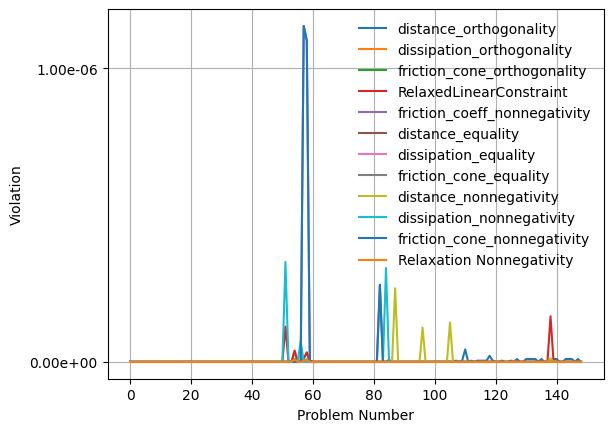 distance_orthogonality
dissipation_orthogonality
friction_cone_orthogonality
RelaxedLinearConstraint
friction_coeff_nonnegativity
distance_equality
dissipation_equality
friction_cone_equality
distance_nonnegativity
dissipation_nonnegativity
friction_cone_nonnegativity
Relaxation Nonnegativity
1.00e-06
0.00e+00
Violation
0 20 40 60 80 100 120 140
Problem Number